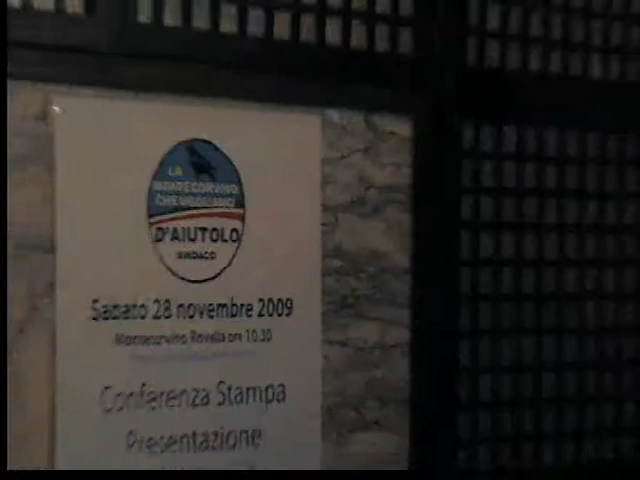 LA
MONTECORVINO
CHE VOGLIAMO
D'AIUTOLO
SINDACO
Sabato 28 novembre 2009
Montecorvino Rovella ore 10.30
Conferenza Stampa
Presentazione